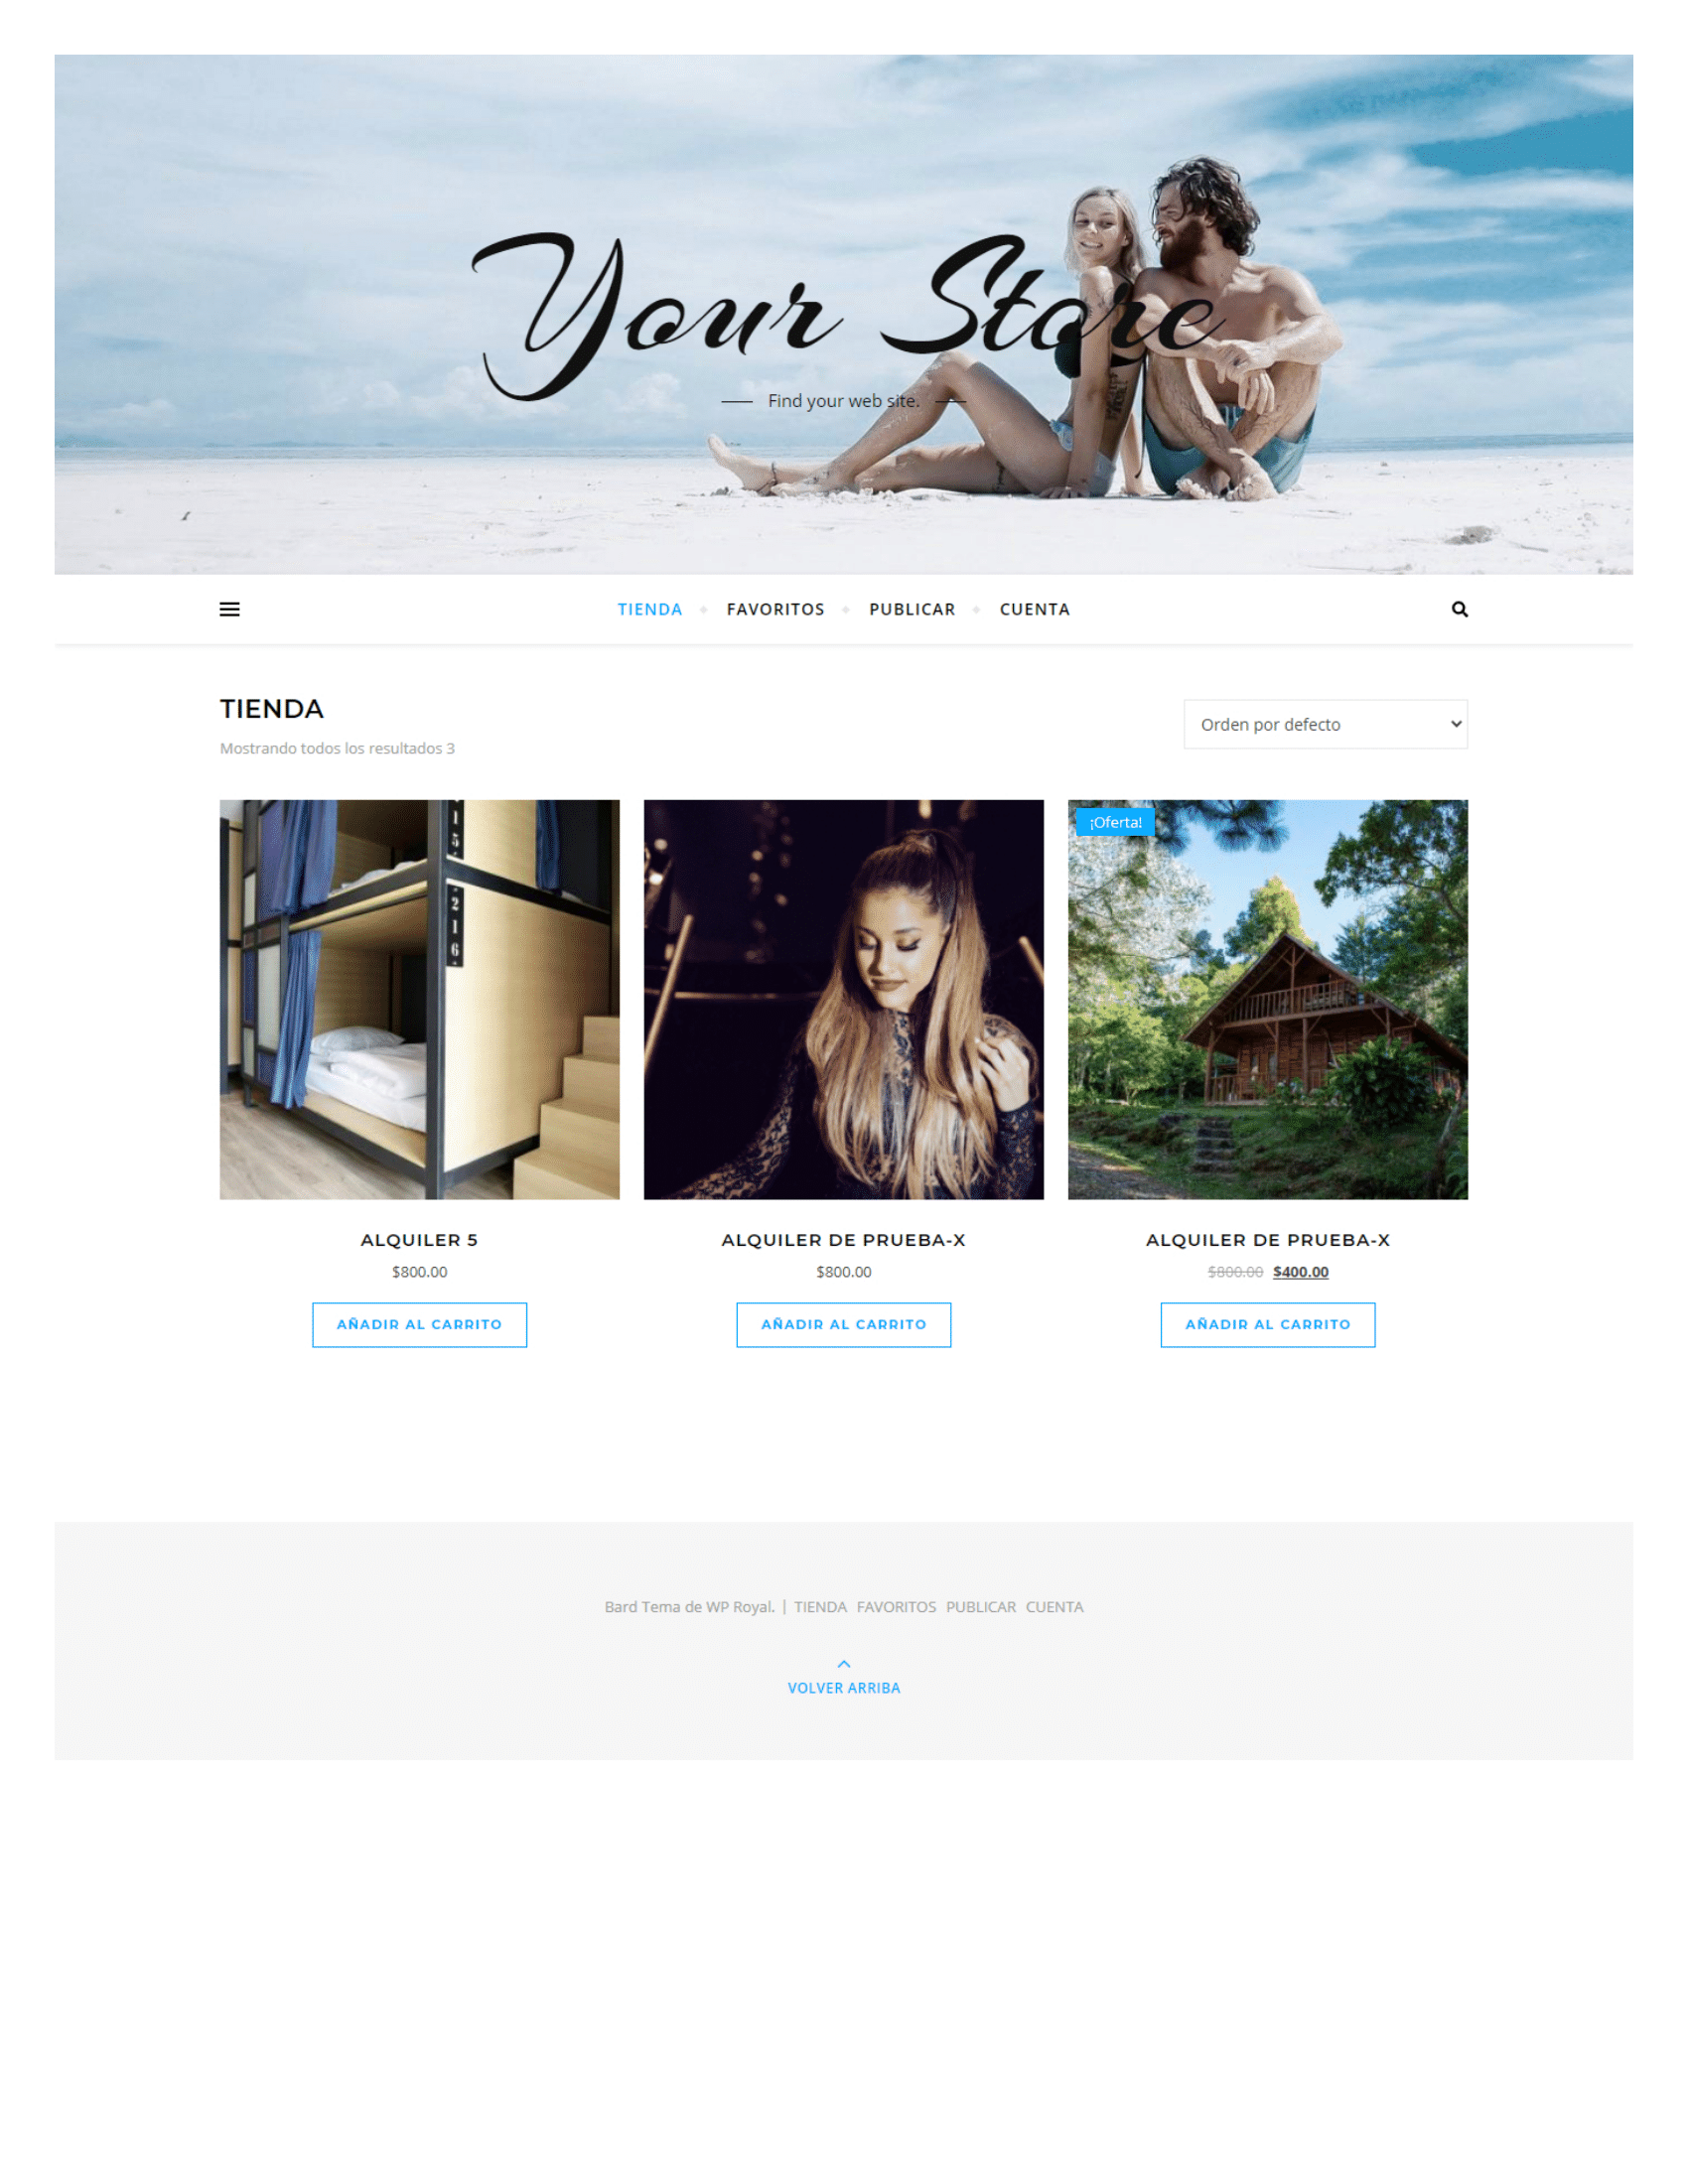 Your Store
Find your web site.
TIENDA FAVORITOS PUBLICAR CUENTA
TIENDA
Mostrando todos los resultados 3
Orden por defecto
15
216
¡Oferta!
ALQUILER 5
$800.00
AÑADIR AL CARRITO
ALQUILER DE PRUEBA-X
$800.00
AÑADIR AL CARRITO
ALQUILER DE PRUEBA-X
$800.00 $400.00
AÑADIR AL CARRITO
Bard Tema de WP Royal. | TIENDA FAVORITOS PUBLICAR CUENTA
VOLVER ARRIBA